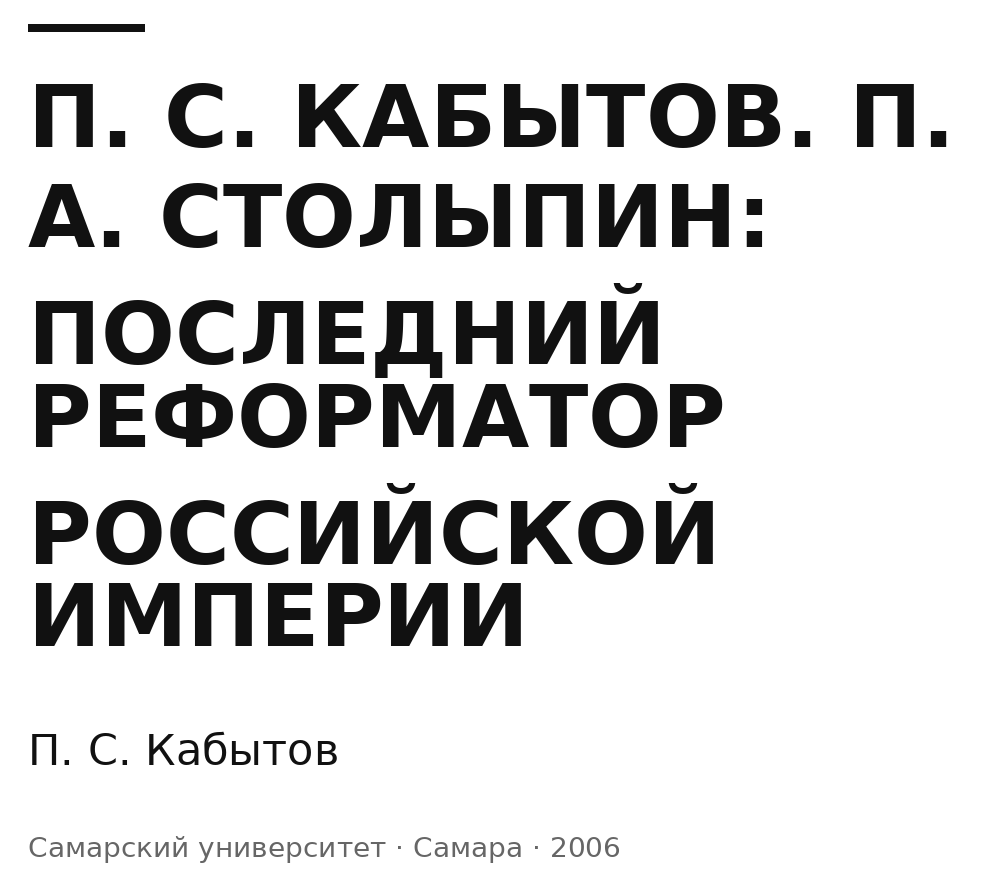 П. С. КАБЫТОВ. П.
А. СТОЛЫПИН:
ПОСЛЕДНИЙ
РЕФОРМАТОР
РОССИЙСКОЙ
ИМПЕРИИ
П. С. Кабытов
Самарский университет · Самара · 2006